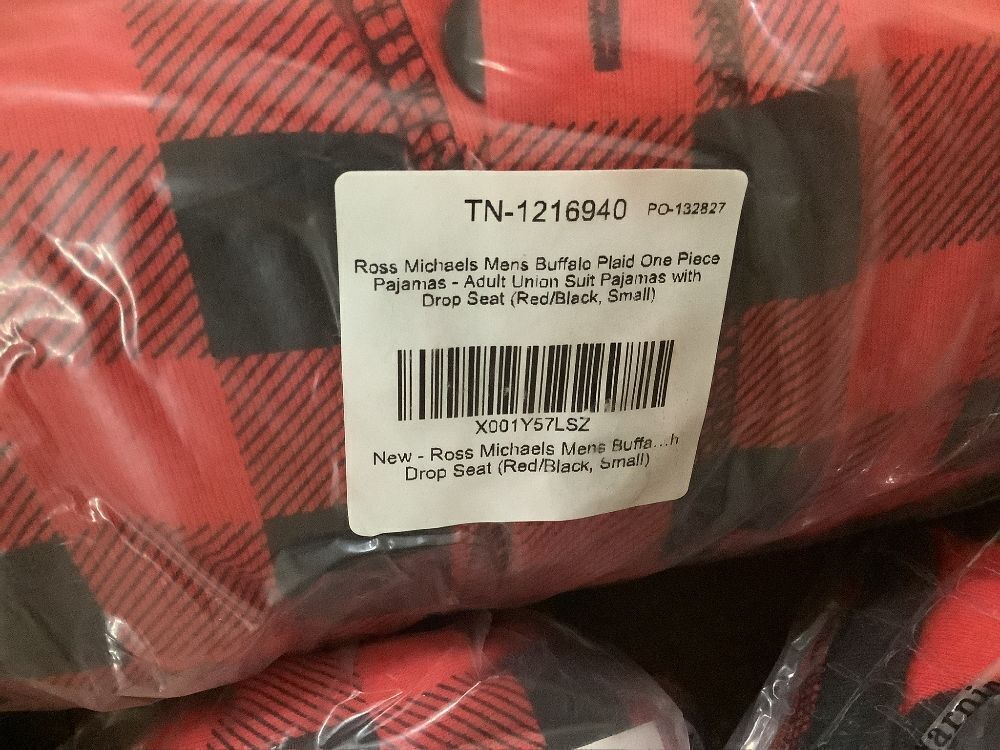 TN-1216940 PO-132827
Ross Michaels Mens Buffalo Plaid One Piece
Pajamas - Adult Union Suit Pajamas with
Drop Seat (Red/Black, Small)
X001Y57LSZ
New - Ross Michaels Mens Buffa...h
Drop Seat (Red/Black, Small)